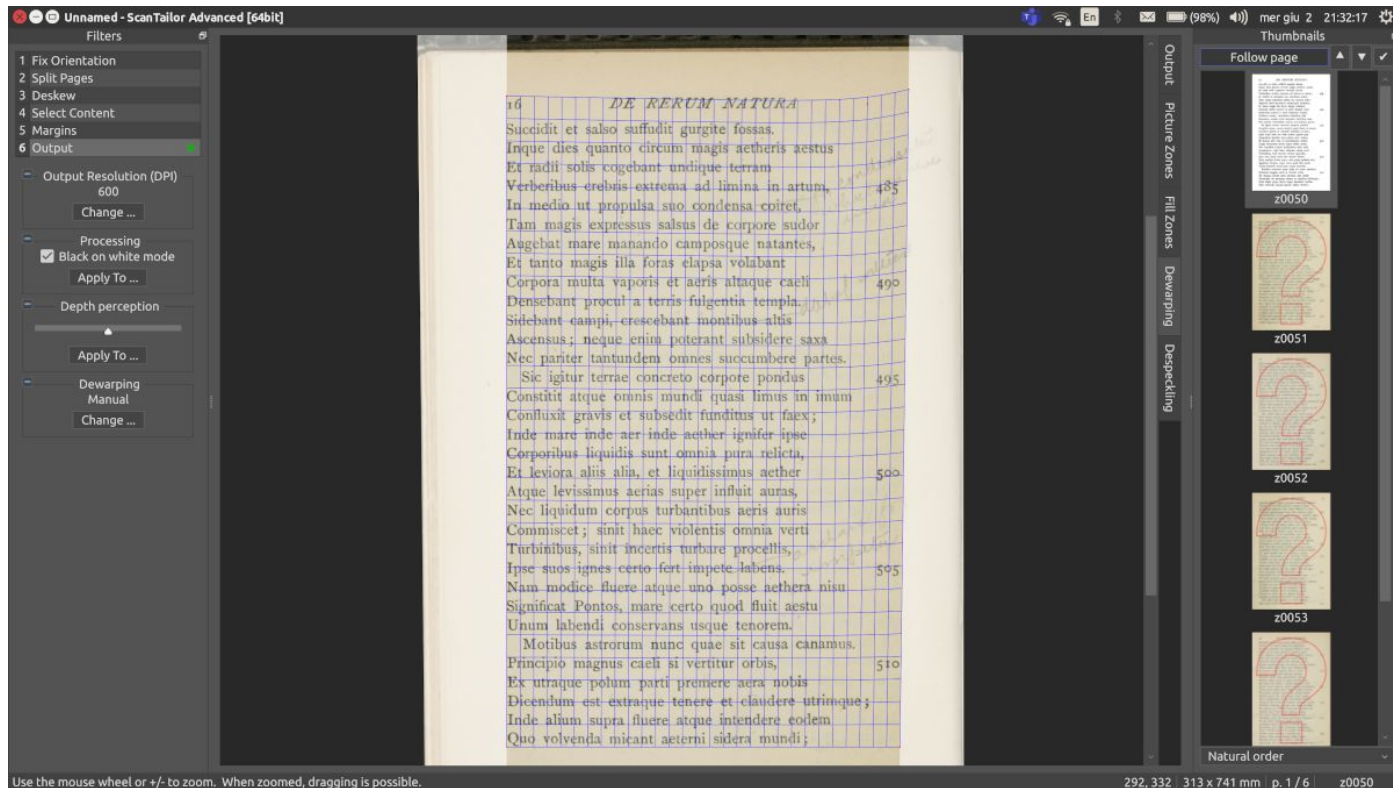 Unnamed - ScanTailor Advanced [64bit]
En
(98%)
mer giu 2 21:32:17
Filters
1 Fix Orientation
2 Split Pages
3 Deskew
4 Select Content
5 Margins
6 Output
Output Resolution (DPI)
600
Change ...
Processing
Black on white mode
Apply To ...
Depth perception
Apply To ...
Dewarping
Manual
Change ...
16 DE RERUM NATURA
Succidit et salso suffudit gurgite fossas.
Inque dies quanto circum magis aetheris aestus
Et radii solis cogebant undique terram
Verberibus crebris extrema ad limina in artum, 485
In medio ut propulsa suo condensa coiret,
Tam magis expressus salsus de corpore sudor
Augebat mare manando camposque natantes,
Et tanto magis illa foras elapsa volabant
Corpora multa vaporis et aeris altaque caeli 490
Densebant procul a terris fulgentia templa.
Sidebant campi, crescebant montibus altis
Ascensus; neque enim poterant subsidere saxa
Nec pariter tantundem omnes succumbere partes.
Sic igitur terrae concreto corpore pondus 495
Constitit atque omnis mundi quasi limus in imum
Confluxit gravis et subsedit funditus ut faex;
Inde mare inde aer inde aether ignifer ipse
Corporibus liquidis sunt omnia pura relicta,
Et leviora aliis alia, et liquidissimus aether 500
Atque levissimus aerias super influit auras,
Nec liquidum corpus turbantibus aeris auris
Commiscet; sinit haec violentis omnia verti
Turbinibus, sinit incertis turbare procellis,
Ipse suos ignes certo fert impete labens. 505
Nam modice fluere atque uno posse aethera nisu
Significat Pontos, mare certo quod fluit aestu
Unum labendi conservans usque tenorem.
Motibus astrorum nunc quae sit causa canamus.
Principio magnus caeli si vertitur orbis, 510
Ex utraque polum parti premere aera nobis
Dicendum est extraque tenere et claudere utrimque;
Inde alium supra fluere atque intendere eodem
Quo volvenda micant aeterni sidera mundi;
Output
Picture Zones
Fill Zones
Dewarping
Despeckling
Thumbnails
Follow page
z0050
z0051
z0052
z0053
Natural order
Use the mouse wheel or +/- to zoom. When zoomed, dragging is possible.
292, 332 313 x 741 mm p. 1 / 6 z0050